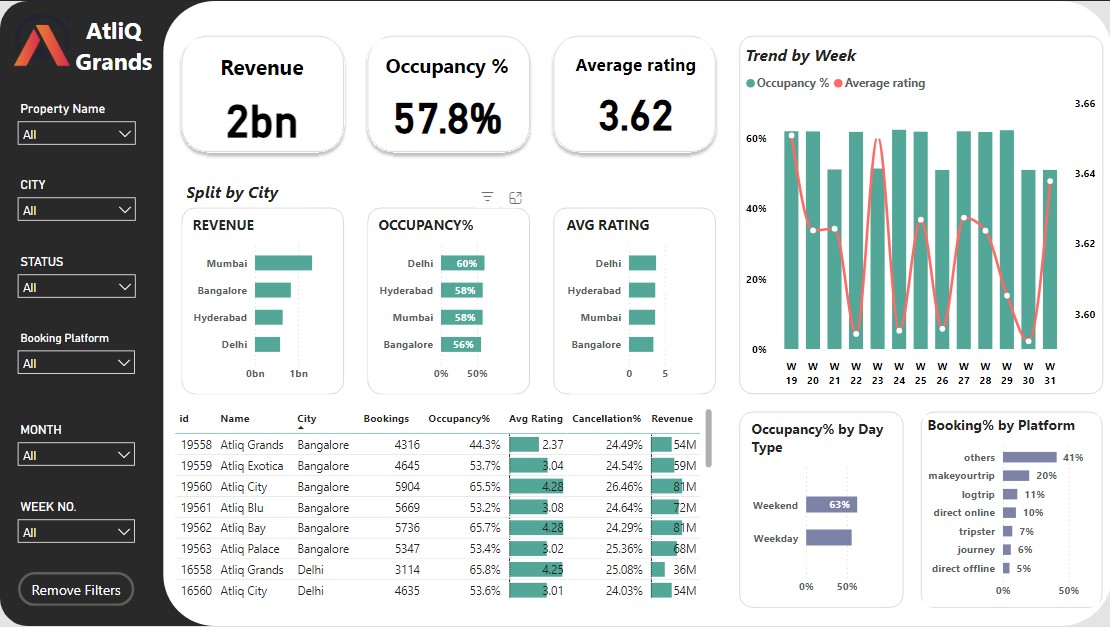 AtliQ
Grands
Property Name
All
CITY
All
STATUS
All
Booking Platform
All
MONTH
All
WEEK NO.
All
Remove Filters
Revenue
2bn
Occupancy %
57.8%
Average rating
3.62
Split by City
REVENUE
Mumbai
Bangalore
Hyderabad
Delhi
0bn 1bn
OCCUPANCY%
Delhi 60%
Hyderabad 58%
Mumbai 58%
Bangalore 56%
0% 50%
AVG RATING
Delhi
Hyderabad
Mumbai
Bangalore
0 5
id Name City Bookings Occupancy% Avg Rating Cancellation% Revenue
19558 Atliq Grands Bangalore 4316 44.3% 2.37 24.49% 54M
19559 Atliq Exotica Bangalore 4645 53.7% 3.04 24.54% 59M
19560 Atliq City Bangalore 5904 65.5% 4.28 26.46% 81M
19561 Atliq Blu Bangalore 5669 53.2% 3.08 24.64% 72M
19562 Atliq Bay Bangalore 5736 65.7% 4.28 24.29% 81M
19563 Atliq Palace Bangalore 5347 53.4% 3.02 25.36% 68M
16558 Atliq Grands Delhi 3114 65.8% 4.25 25.08% 36M
16560 Atliq City Delhi 4635 53.6% 3.01 24.03% 54M
Trend by Week
Occupancy % Average rating
3.66
60%
3.64
40%
3.62
20%
3.60
0%
W W W W W W W W W W W W W
19 20 21 22 23 24 25 26 27 28 29 30 31
Occupancy% by Day
Type
Weekend 63%
Weekday
0% 50%
Booking% by Platform
others 41%
makeyourtrip 20%
logtrip 11%
direct online 10%
tripster 7%
journey 6%
direct offline 5%
0% 50%